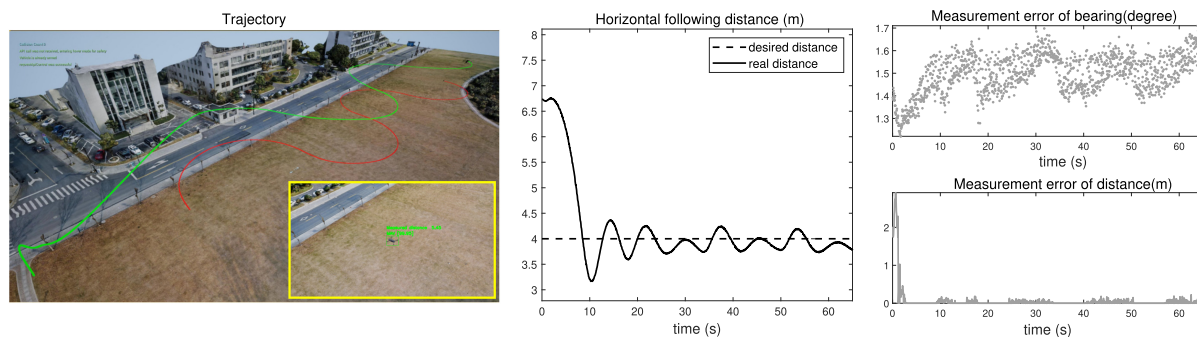 Trajectory
Horizontal following distance (m)
8
7.5
7
6.5
6
5.5
5
4.5
4
3.5
3
0 10 20 30 40 50 60
time (s)
desired distance
real distance
Measurement error of bearing(degree)
1.7
1.6
1.5
1.4
1.3
0 10 20 30 40 50 60
time (s)
Measurement error of distance(m)
2
1
0
0 10 20 30 40 50 60
time (s)